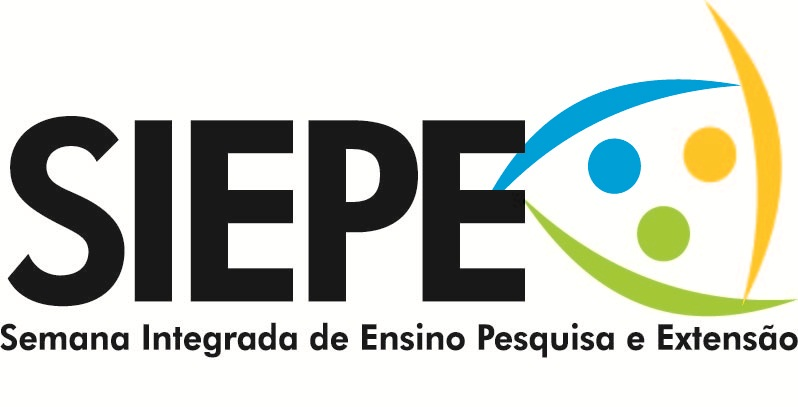 SIEPE
Semana Integrada de Ensino Pesquisa e Extensão